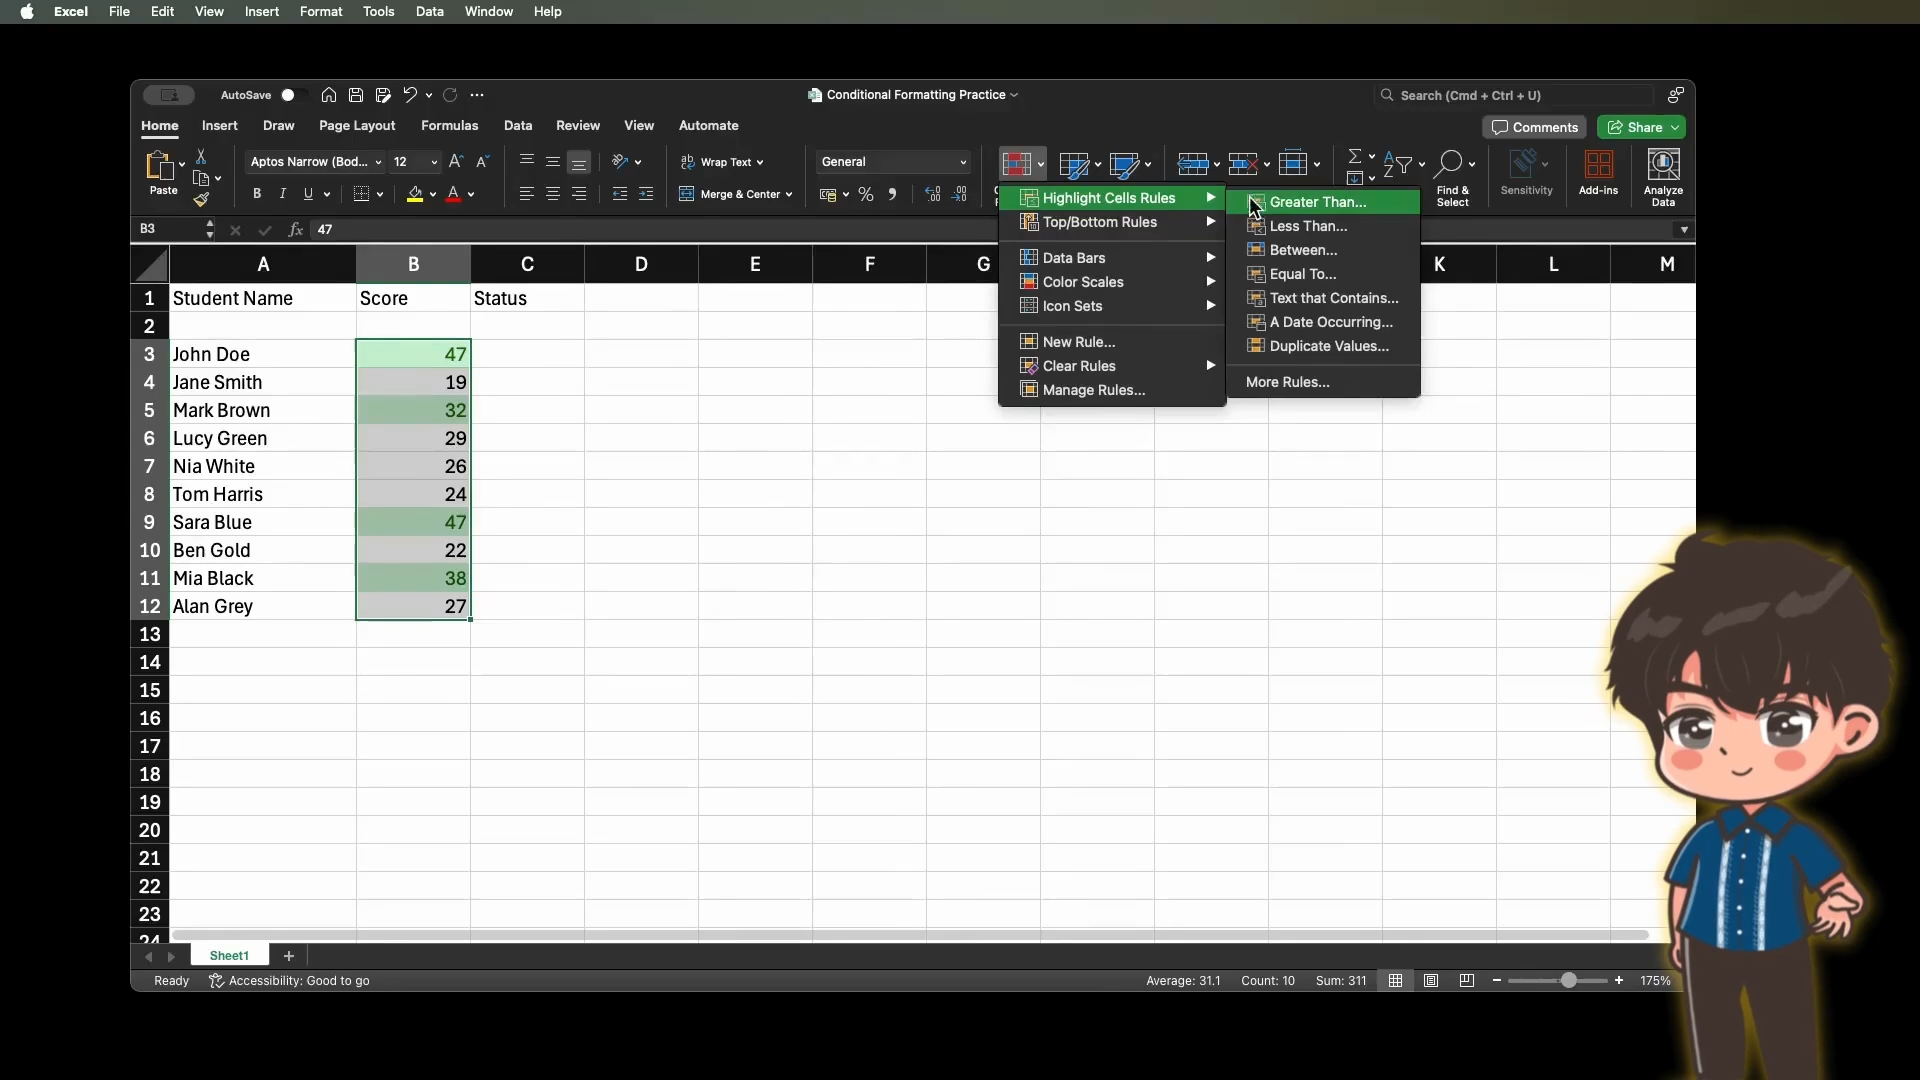 Excel File Edit View Insert Format Tools Data Window Help
AutoSave Conditional Formatting Practice Search (Cmd + Ctrl + U)
Home Insert Draw Page Layout Formulas Data Review View Automate Comments Share
Paste Aptos Narrow (Bod... 12 Wrap Text General Find & Select Sensitivity Add-ins Analyze Data
B I U Merge & Center
B3 fx 47
Highlight Cells Rules
Top/Bottom Rules
Data Bars
Color Scales
Icon Sets
New Rule...
Clear Rules
Manage Rules...
Greater Than...
Less Than...
Between...
Equal To...
Text that Contains...
A Date Occurring...
Duplicate Values...
More Rules...
A B C D E F G K L M
1 Student Name Score Status
2
3 John Doe 47
4 Jane Smith 19
5 Mark Brown 32
6 Lucy Green 29
7 Nia White 26
8 Tom Harris 24
9 Sara Blue 47
10 Ben Gold 22
11 Mia Black 38
12 Alan Grey 27
13
14
15
16
17
18
19
20
21
22
23
24
Sheet1
Ready Accessibility: Good to go Average: 31.1 Count: 10 Sum: 311 175%